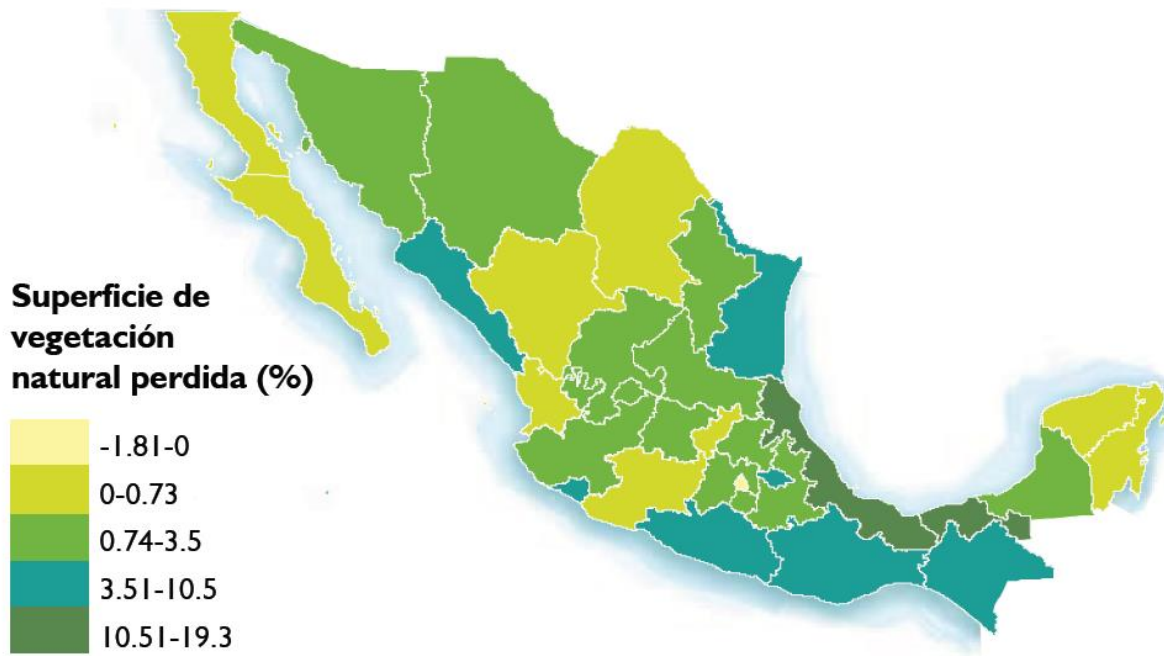 Superficie de
vegetación
natural perdida (%)
-1.81-0
0-0.73
0.74-3.5
3.51-10.5
10.51-19.3